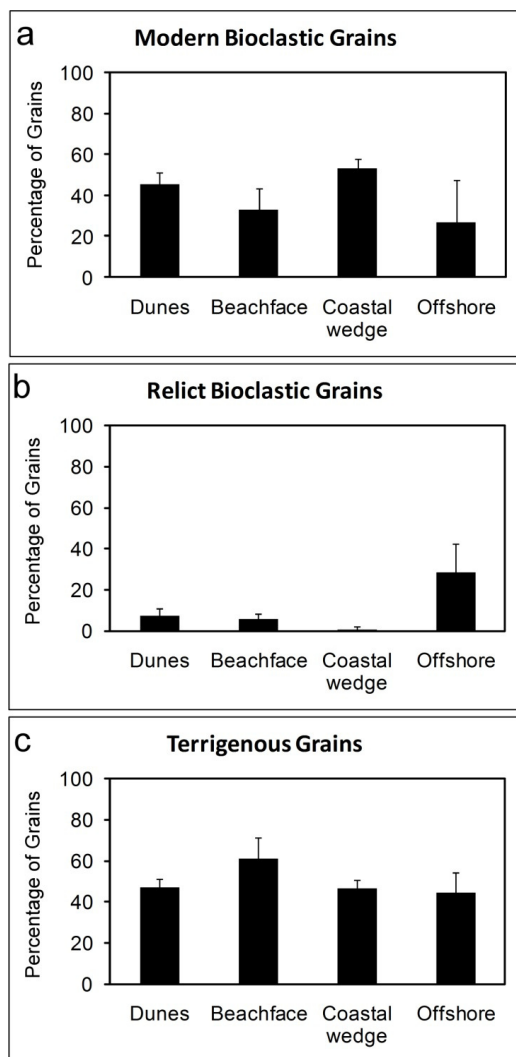 a
Modern Bioclastic Grains
Percentage of Grains
100
80
60
40
20
0
Dunes Beachface Coastal wedge Offshore
b
Relict Bioclastic Grains
Percentage of Grains
100
80
60
40
20
0
Dunes Beachface Coastal wedge Offshore
c
Terrigenous Grains
Percentage of Grains
100
80
60
40
20
0
Dunes Beachface Coastal wedge Offshore